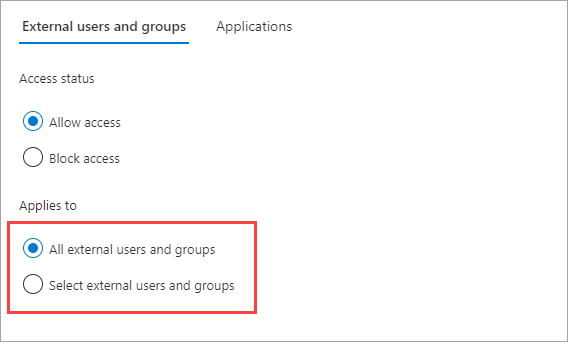 External users and groups Applications
Access status
Allow access
Block access
Applies to
All external users and groups
Select external users and groups